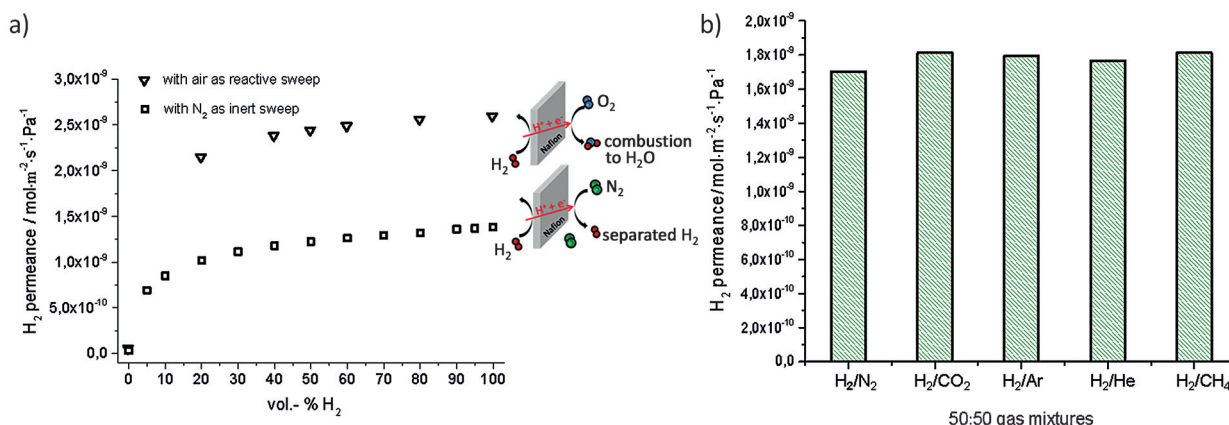 a)
H₂ permeance / mol·m⁻²·s⁻¹·Pa⁻¹
3,0x10⁻⁹
2,5x10⁻⁹
2,0x10⁻⁹
1,5x10⁻⁹
1,0x10⁻⁹
5,0x10⁻¹⁰
0,0
with air as reactive sweep
with N₂ as inert sweep
0 10 20 30 40 50 60 70 80 90 100
vol.- % H₂
O₂
H⁺ + e⁻
Nafion
H₂
combustion
to H₂O
N₂
H⁺ + e⁻
Nafion
H₂
separated H₂
b)
H₂ permeance/mol·m⁻²·s⁻¹·Pa⁻¹
2,0x10⁻⁹
1,8x10⁻⁹
1,6x10⁻⁹
1,4x10⁻⁹
1,2x10⁻⁹
1,0x10⁻⁹
8,0x10⁻¹⁰
6,0x10⁻¹⁰
4,0x10⁻¹⁰
2,0x10⁻¹⁰
0,0
H₂/N₂ H₂/CO₂ H₂/Ar H₂/He H₂/CH₄
50:50 gas mixtures